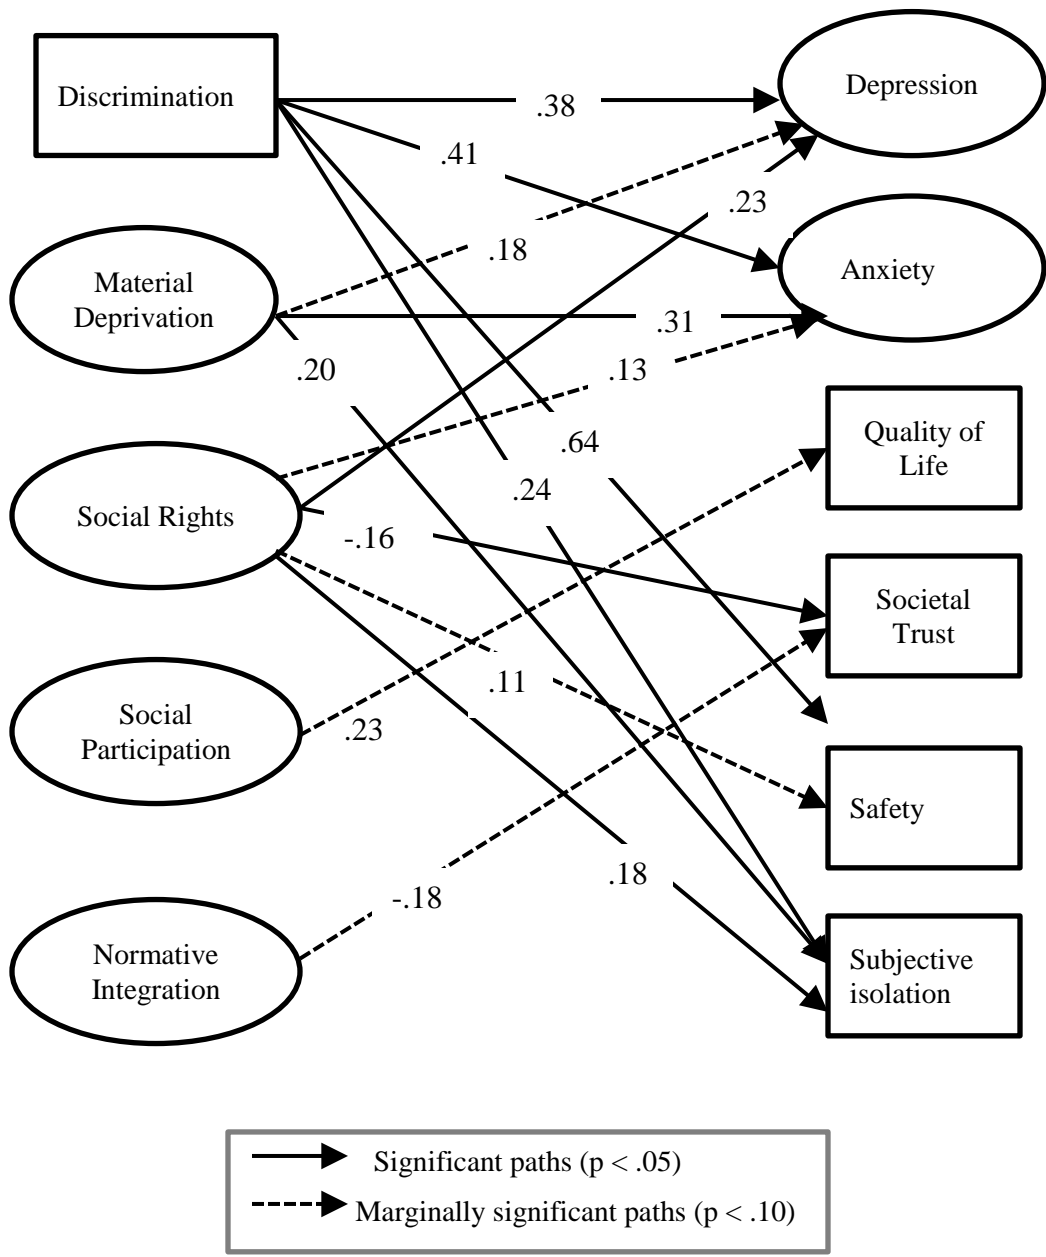 Discrimination
Depression
.38
.41
.23
.18
Material
Deprivation
Anxiety
.31
.20
.13
Quality of
Life
.64
.24
Social Rights
-.16
Societal
Trust
.11
Social
Participation
.23
Safety
.18
-.18
Normative
Integration
Subjective
isolation
Significant paths (p < .05)
Marginally significant paths (p < .10)